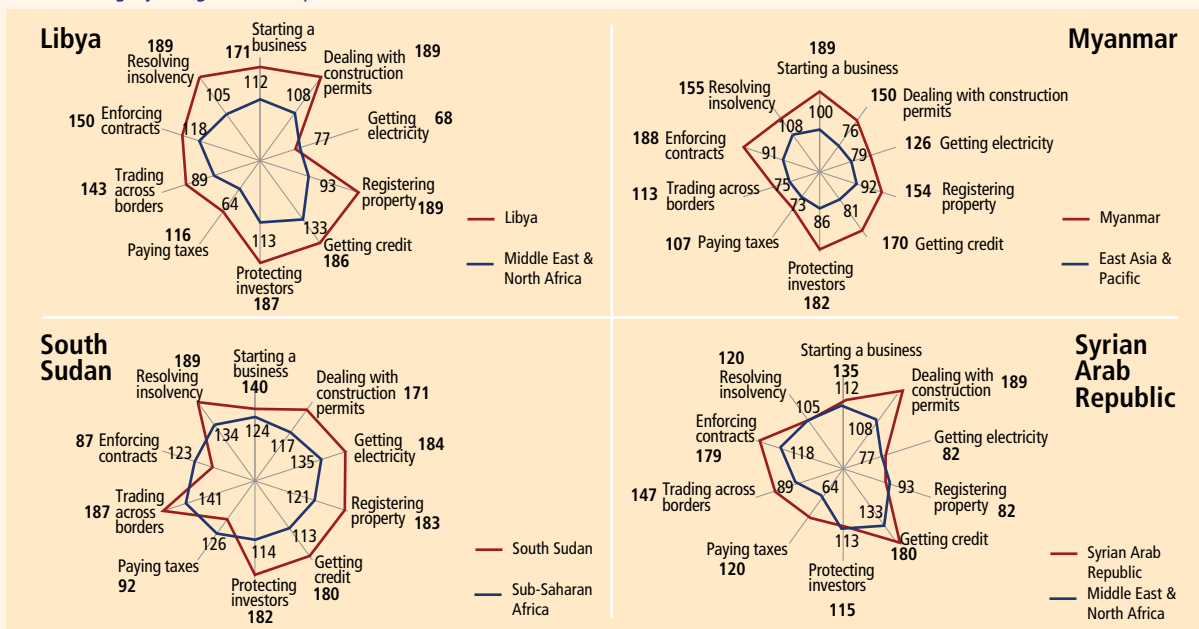 Libya
189
Resolving
insolvency
171
Starting a
business
Dealing with
construction
permits
189
Getting
electricity
68
Registering
property
189
Getting credit
186
Protecting
investors
187
Paying taxes
116
Trading
across
borders
143
Enforcing
contracts
150
112
108
77
93
133
113
64
89
118
105
Libya
Middle East &
North Africa
Myanmar
189
Starting a business
155 Resolving
insolvency
150 Dealing with construction
permits
126 Getting electricity
154 Registering
property
170 Getting credit
Protecting
investors
182
107 Paying taxes
113 Trading across
borders
188 Enforcing
contracts
100
76
79
92
81
86
73
75
91
108
Myanmar
East Asia &
Pacific
South
Sudan
189
Resolving
insolvency
Starting a
business
140
Dealing with
construction
permits
171
Getting
electricity
184
Registering
property
183
Getting
credit
180
Protecting
investors
182
Paying taxes
92
Trading
across
borders
187
87 Enforcing
contracts
124
117
135
121
113
114
126
141
123
134
South Sudan
Sub-Saharan
Africa
Syrian
Arab
Republic
120
Resolving
insolvency
Starting a business
135
Dealing with
construction
permits
189
Getting electricity
82
Registering
property
82
Getting credit
180
Protecting
investors
115
Paying taxes
120
147 Trading across
borders
Enforcing
contracts
179
112
108
77
93
133
113
64
89
118
105
Syrian Arab
Republic
Middle East &
North Africa